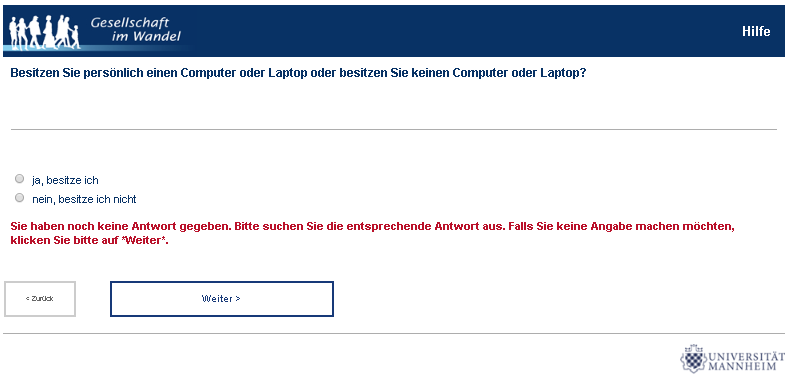 Gesellschaft
im Wandel
Hilfe
Besitzen Sie persönlich einen Computer oder Laptop oder besitzen Sie keinen Computer oder Laptop?
ja, besitze ich
nein, besitze ich nicht
Sie haben noch keine Antwort gegeben. Bitte suchen Sie die entsprechende Antwort aus. Falls Sie keine Angabe machen möchten,
klicken Sie bitte auf "Weiter".
< Zurück
Weiter >
UNIVERSITÄT
MANNHEIM